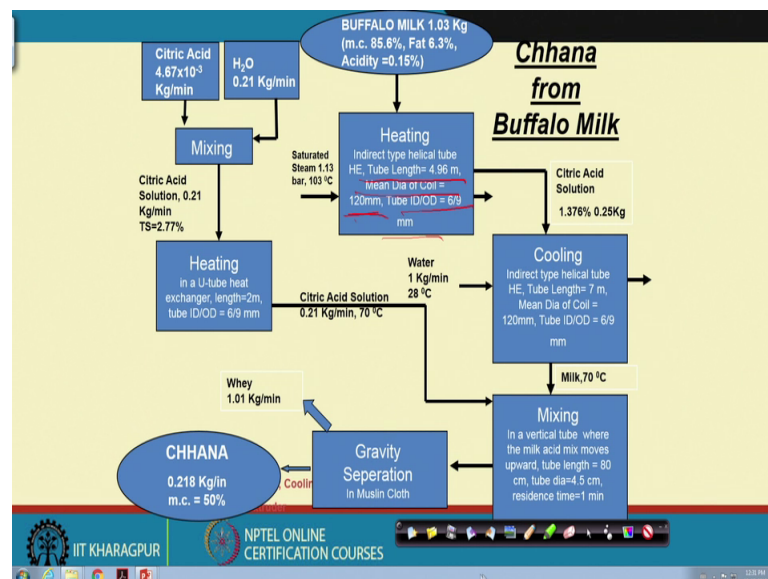 BUFFALO MILK 1.03 Kg
(m.c. 85.6%, Fat 6.3%,
Acidity =0.15%)
Chhana
from
Buffalo Milk
Citric Acid
4.67x10-3
Kg/min
H2O
0.21 Kg/min
Mixing
Heating
Indirect type helical tube
HE, Tube Length= 4.96 m,
Mean Dia of Coil =
120mm, Tube ID/OD = 6/9
mm
Saturated
Steam 1.13
bar, 103 0C
Citric Acid
Solution
1.376% 0.25Kg
Citric Acid
Solution, 0.21
Kg/min
TS=2.77%
Heating
in a U-tube heat
exchanger, length=2m,
tube ID/OD = 6/9 mm
Water
1 Kg/min
28 0C
Cooling
Indirect type helical tube
HE, Tube Length= 7 m,
Mean Dia of Coil =
120mm, Tube ID/OD = 6/9
mm
Citric Acid Solution
0.21 Kg/min, 70 0C
Milk,70 0C
Whey
1.01 Kg/min
Mixing
In a vertical tube where
the milk acid mix moves
upward, tube length = 80
cm, tube dia=4.5 cm,
residence time=1 min
Gravity
Seperation
In Muslin Cloth
CHHANA
0.218 Kg/in
m.c. = 50%
Coolin
IIT KHARAGPUR
NPTEL ONLINE
CERTIFICATION COURSES